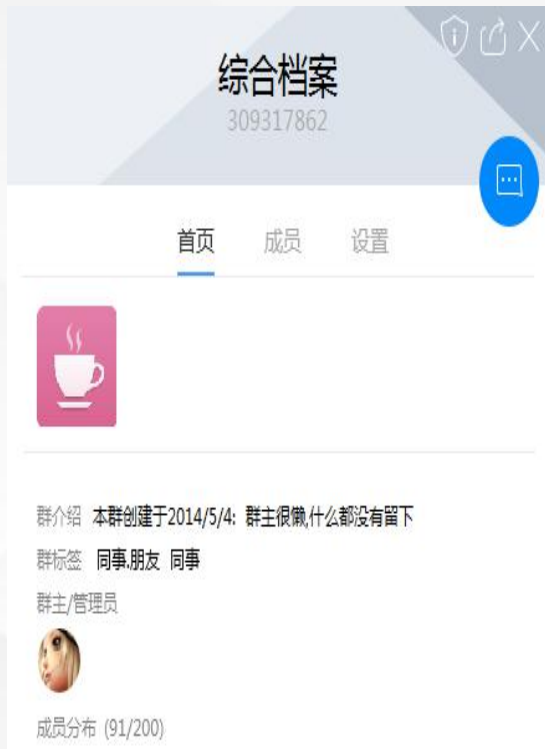 综合档案
309317862
首页 成员 设置
群介绍 本群创建于2014/5/4: 群主很懒,什么都没有留下
群标签 同事.朋友 同事
群主/管理员
成员分布 (91/200)